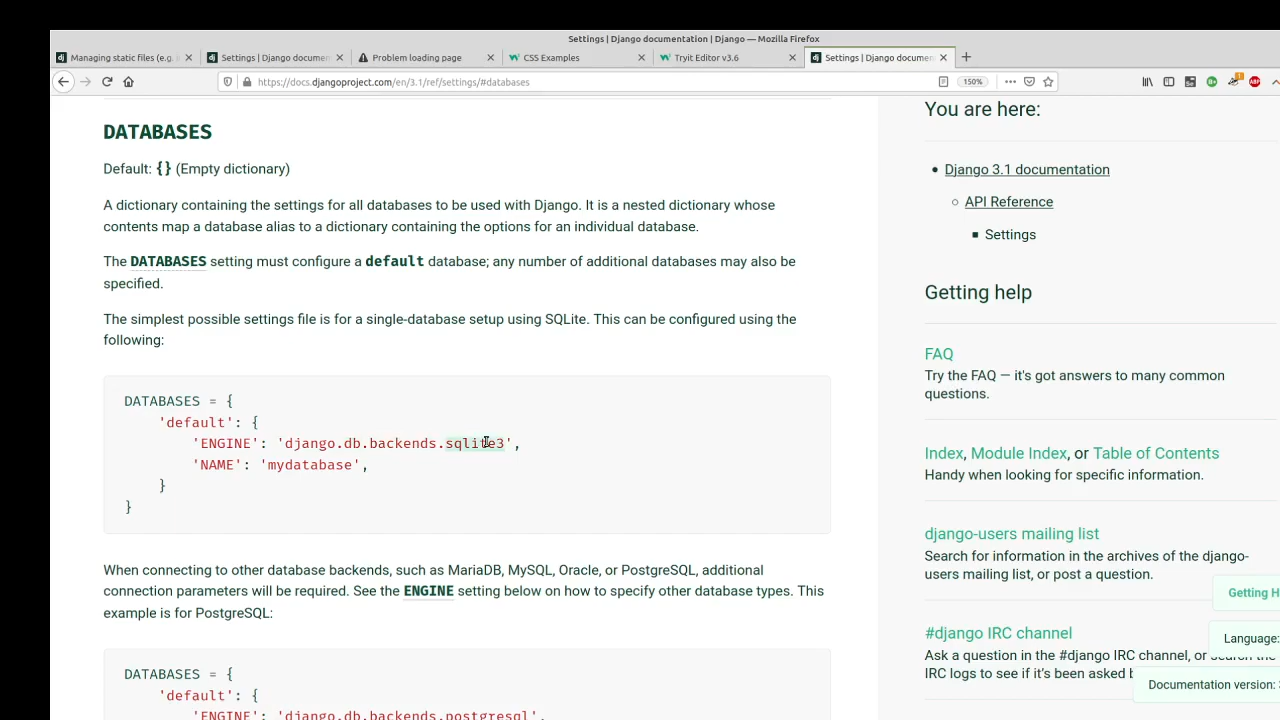 Settings | Django documentation | Django — Mozilla Firefox
Managing static files (e.g.
Settings | Django documen
Problem loading page
CSS Examples
Tryit Editor v3.6
Settings | Django documen
https://docs.djangoproject.com/en/3.1/ref/settings/#databases
150%
DATABASES
Default: {} (Empty dictionary)
A dictionary containing the settings for all databases to be used with Django. It is a nested dictionary whose
contents map a database alias to a dictionary containing the options for an individual database.
The DATABASES setting must configure a default database; any number of additional databases may also be
specified.
The simplest possible settings file is for a single-database setup using SQLite. This can be configured using the
following:
DATABASES = {
'default': {
'ENGINE': 'django.db.backends.sqlite3',
'NAME': 'mydatabase',
}
}
When connecting to other database backends, such as MariaDB, MySQL, Oracle, or PostgreSQL, additional
connection parameters will be required. See the ENGINE setting below on how to specify other database types. This
example is for PostgreSQL:
DATABASES = {
'default': {
'ENGINE': 'django.db.backends.postgresql',
You are here:
Django 3.1 documentation
API Reference
Settings
Getting help
FAQ
Try the FAQ — it's got answers to many common
questions.
Index, Module Index, or Table of Contents
Handy when looking for specific information.
django-users mailing list
Search for information in the archives of the django-
users mailing list, or post a question.
Getting H
#django IRC channel
Language:
Ask a question in the #django IRC channel, or search the
IRC logs to see if it's been asked b
Documentation version: